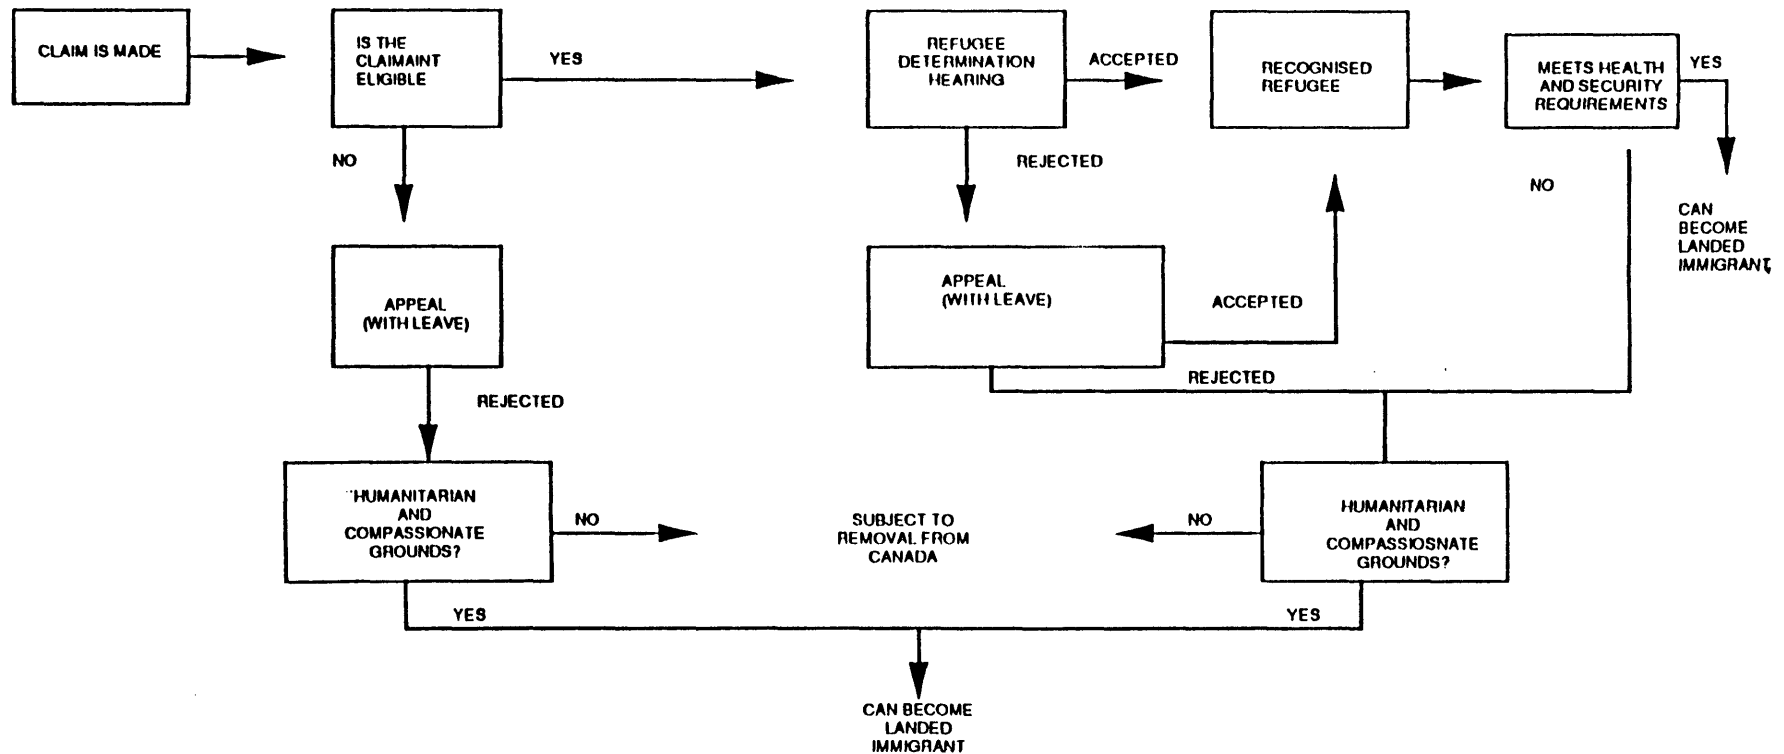 CLAIM IS MADE
IS THE
CLAIMAINT
ELIGIBLE
YES
REFUGEE
DETERMINATION
HEARING
ACCEPTED
RECOGNISED
REFUGEE
MEETS HEALTH
AND SECURITY
REQUIREMENTS
YES
NO
REJECTED
NO
CAN
BECOME
LANDED
IMMIGRANT,
APPEAL
(WITH LEAVE)
APPEAL
(WITH LEAVE)
ACCEPTED
REJECTED
REJECTED
HUMANITARIAN
AND
COMPASSIONATE
GROUNDS?
NO
SUBJECT TO
REMOVAL FROM
CANADA
NO
HUMANITARIAN
AND
COMPASSIOSNATE
GROUNDS?
YES
YES
CAN BECOME
LANDED
IMMIGRANT